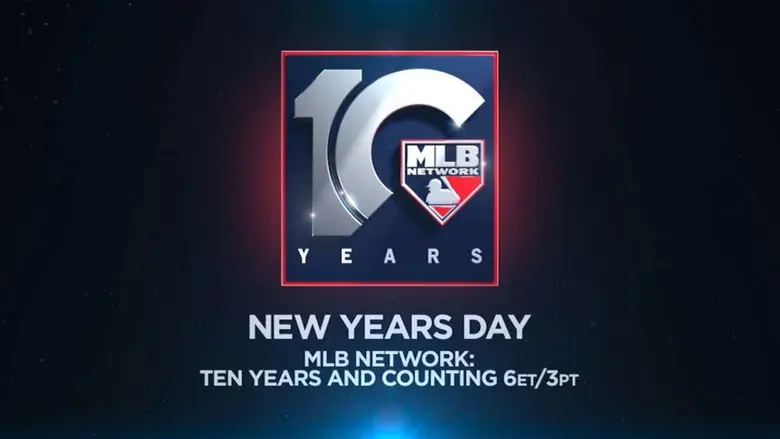 10
MLB
NETWORK
YEARS
NEW YEARS DAY
MLB NETWORK:
TEN YEARS AND COUNTING 6ET/3PT